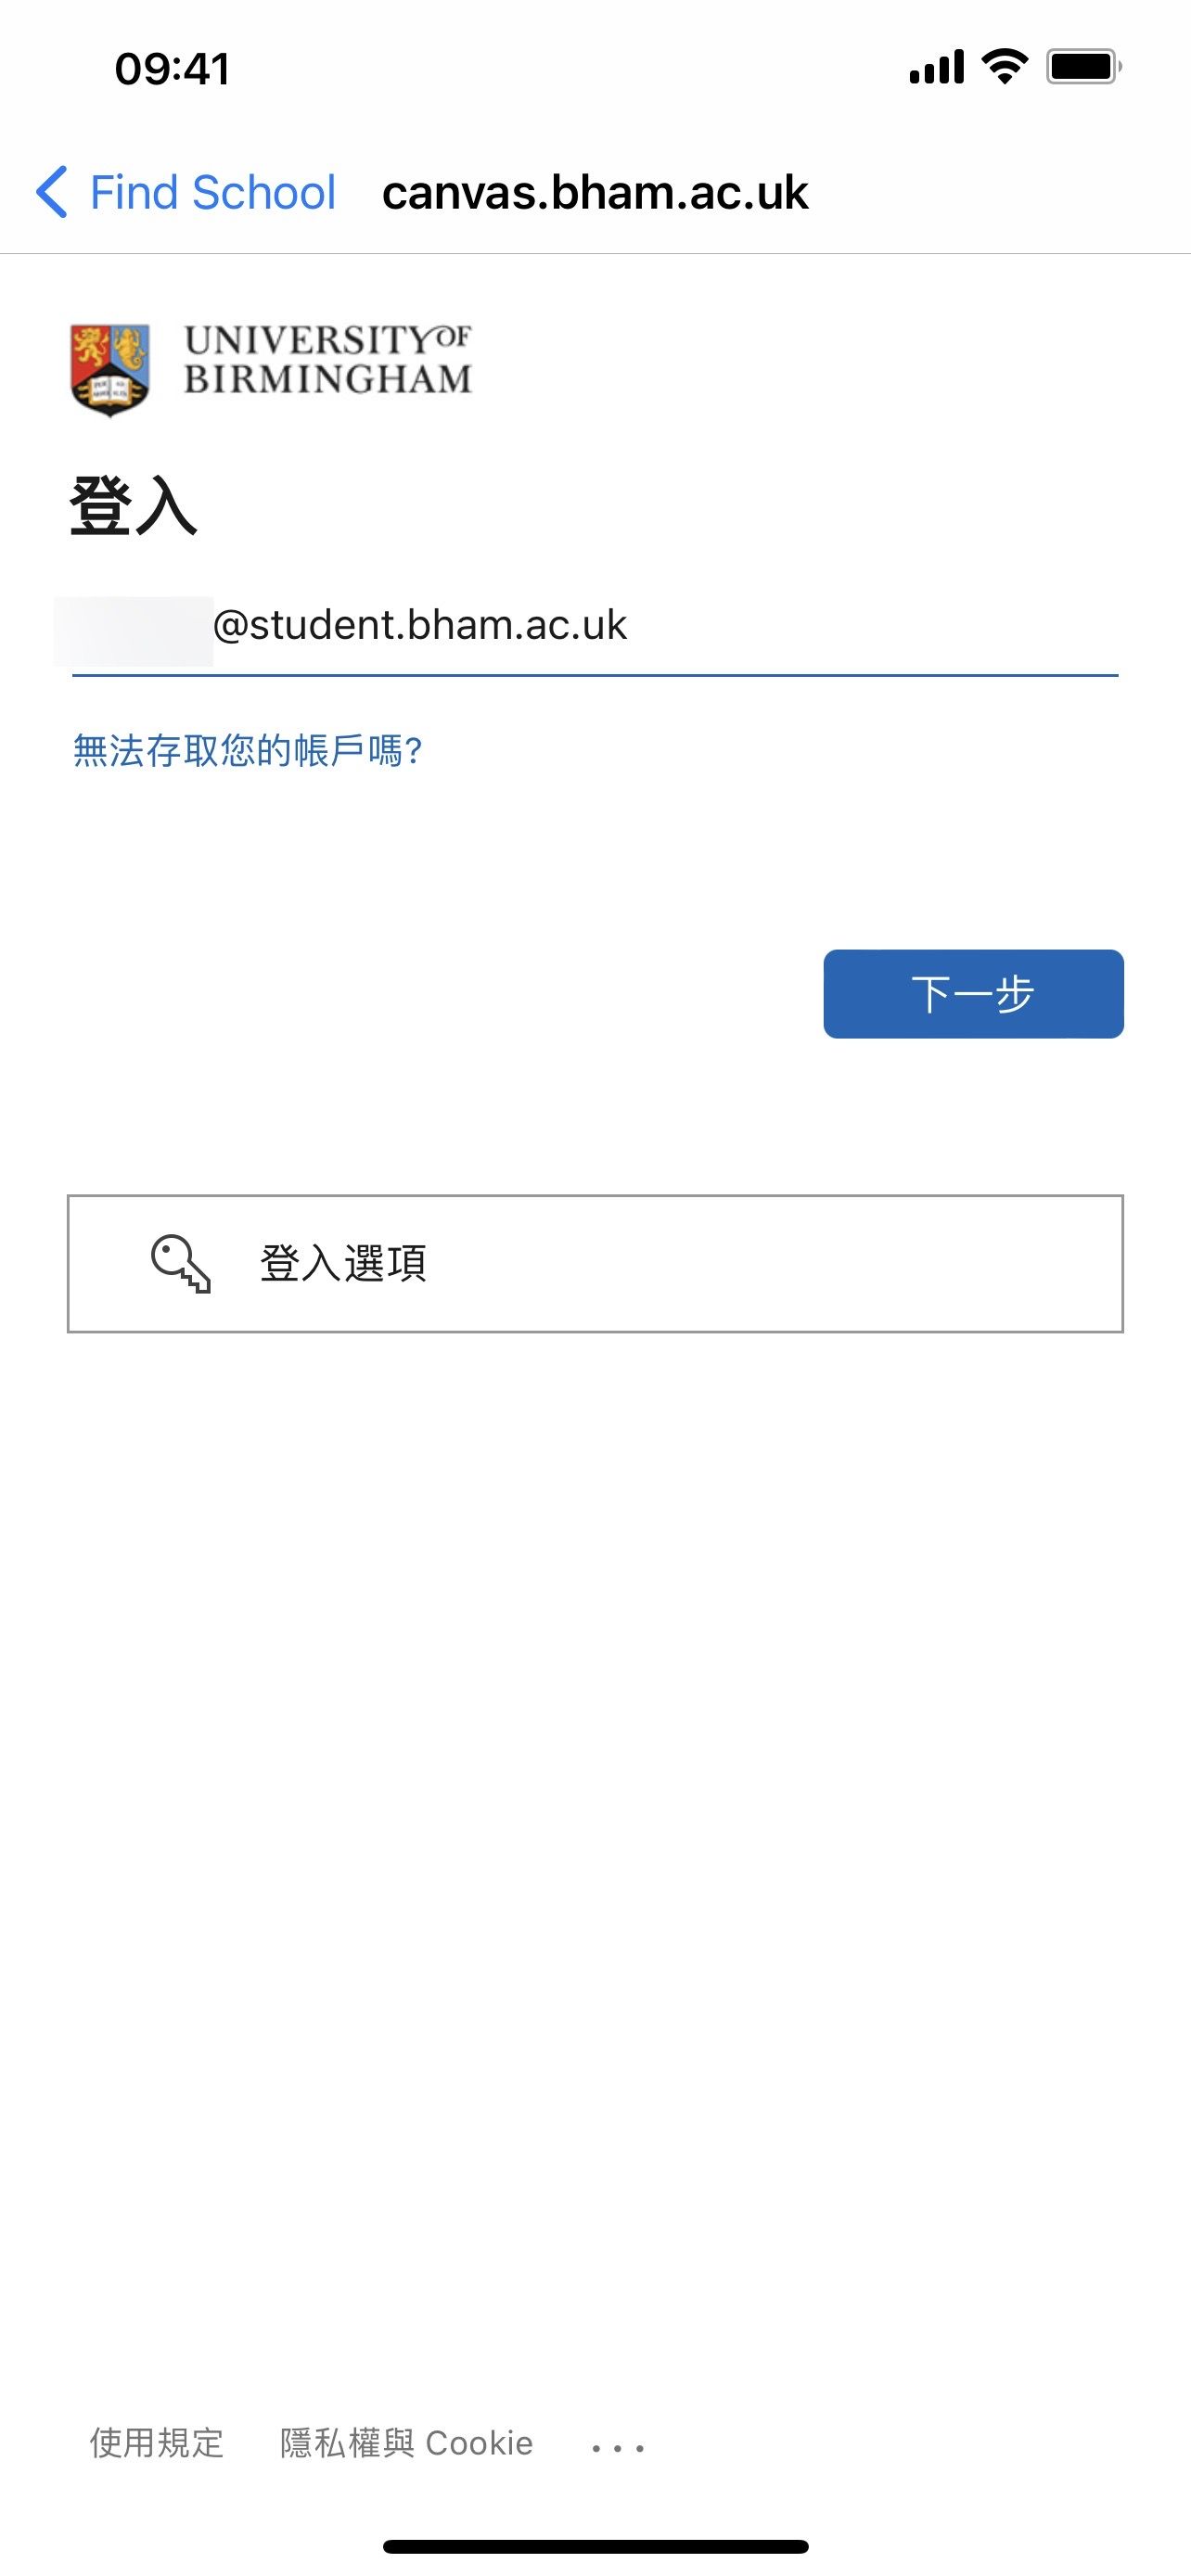 09:41
Find School canvas.bham.ac.uk
UNIVERSITY OF
BIRMINGHAM
登入
@student.bham.ac.uk
無法存取您的帳戶嗎?
下一步
登入選項
使用規定 隱私權與 Cookie ...